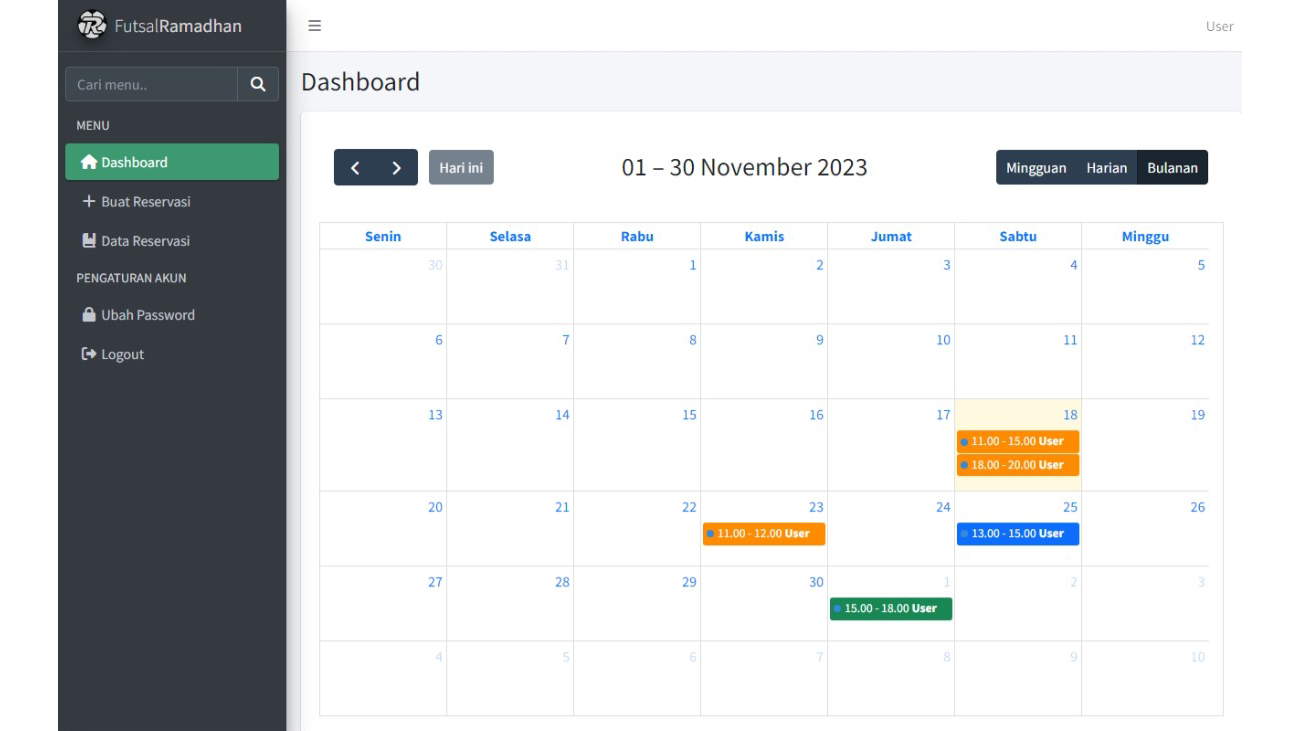 FutsalRamadhan
User
Cari menu..
MENU
Dashboard
Buat Reservasi
Data Reservasi
PENGATURAN AKUN
Ubah Password
Logout
Dashboard
Hari ini
01 – 30 November 2023
Mingguan Harian Bulanan
Senin Selasa Rabu Kamis Jumat Sabtu Minggu
30 31 1 2 3 4 5
6 7 8 9 10 11 12
13 14 15 16 17 18 19
11.00 - 15.00 User
18.00 - 20.00 User
20 21 22 23 24 25 26
11.00 - 12.00 User 13.00 - 15.00 User
27 28 29 30 1 2 3
15.00 - 18.00 User
4 5 6 7 8 9 10